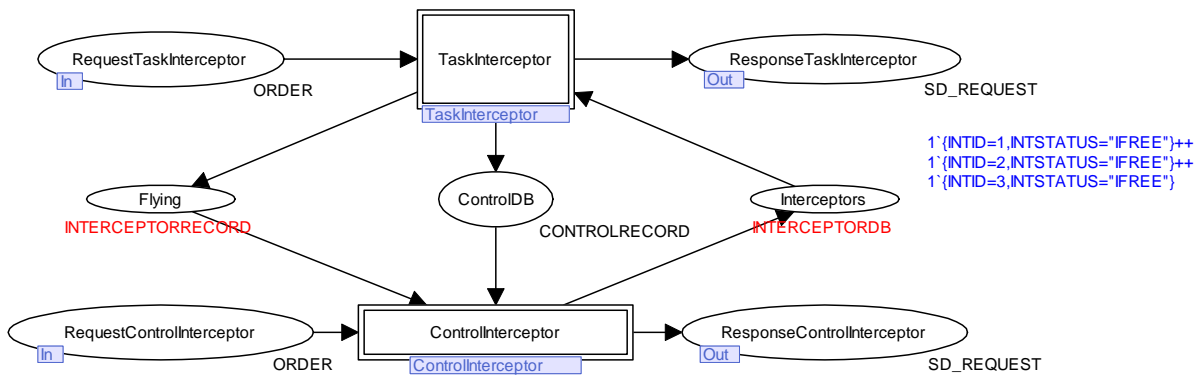 RequestTaskInterceptor
In
ORDER
TaskInterceptor
TaskInterceptor
ResponseTaskInterceptor
Out
SD_REQUEST
1`{INTID=1,INTSTATUS="IFREE"}++
1`{INTID=2,INTSTATUS="IFREE"}++
1`{INTID=3,INTSTATUS="IFREE"}
Flying
INTERCEPTORRECORD
ControlDB
CONTROLRECORD
Interceptors
INTERCEPTORDB
RequestControlInterceptor
In
ORDER
ControlInterceptor
ControlInterceptor
ResponseControlInterceptor
Out
SD_REQUEST